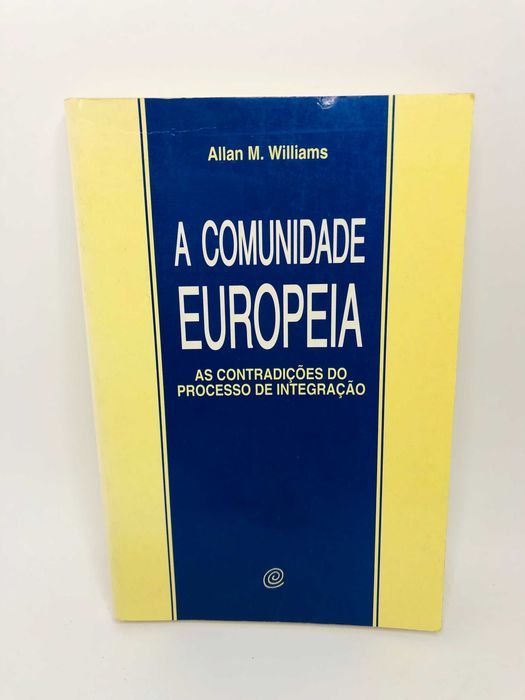 Allan M. Williams
A COMUNIDADE
EUROPEIA
AS CONTRADIÇÕES DO
PROCESSO DE INTEGRAÇÃO